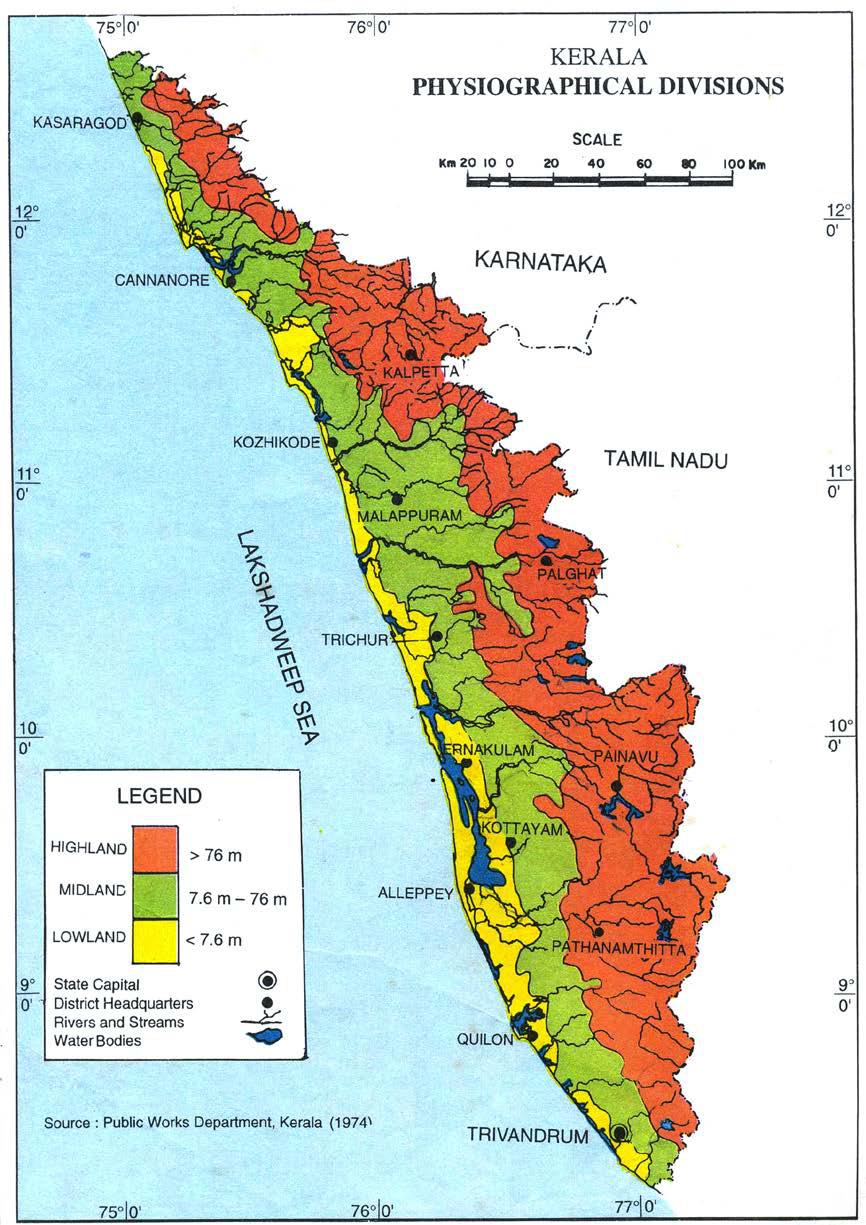 75° 0'
76° 0'
77° 0'
KERALA
PHYSIOGRAPHICAL DIVISIONS
SCALE
Km 20 10 0 20 40 60 80 100 Km
KASARAGOD
12°
0'
12°
0'
KARNATAKA
CANNANORE
KALPETTA
KOZHIKODE
TAMIL NADU
11°
0'
11°
0'
MALAPPURAM
LAKSHADWEEP SEA
PALGHAT
TRICHUR
10
0'
10°
0'
ERNAKULAM
PAINAVU
LEGEND
HIGHLAND > 76 m
MIDLAND 7.6 m – 76 m
LOWLAND < 7.6 m
KOTTAYAM
ALLEPPEY
PATHANAMTHITTA
State Capital
District Headquarters
Rivers and Streams
Water Bodies
9°
0'
9°
0'
QUILON
Source : Public Works Department, Kerala (1974)
TRIVANDRUM
75° 0'
76° 0'
77° 0'